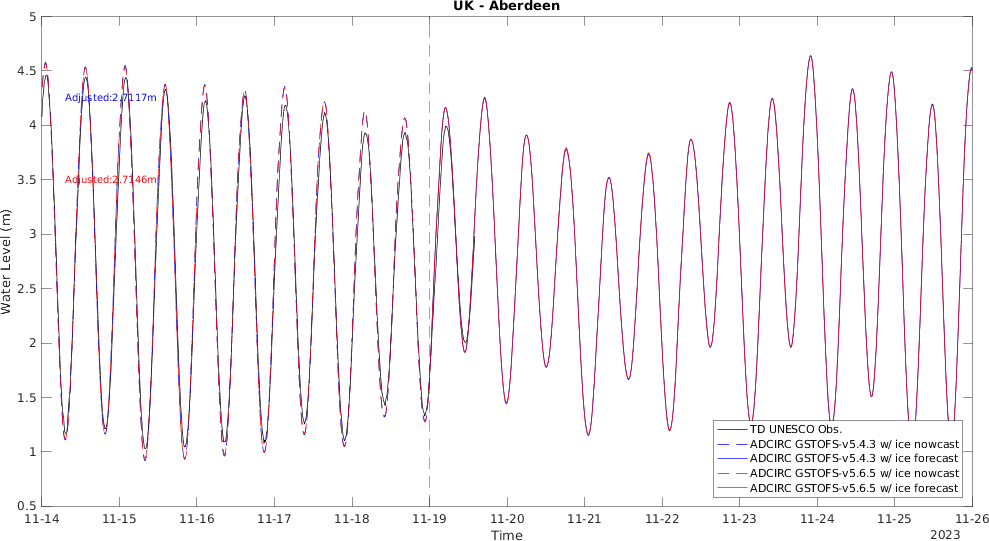 UK - Aberdeen
5
4.5
4
3.5
3
2.5
2
1.5
1
0.5
Water Level (m)
Adjusted:2.7117m
Adjusted:2.7146m
TD UNESCO Obs.
ADCIRC GSTOFS-v5.4.3 w/ ice nowcast
ADCIRC GSTOFS-v5.4.3 w/ ice forecast
ADCIRC GSTOFS-v5.6.5 w/ ice nowcast
ADCIRC GSTOFS-v5.6.5 w/ ice forecast
11-14 11-15 11-16 11-17 11-18 11-19 11-20 11-21 11-22 11-23 11-24 11-25 11-26
Time
2023